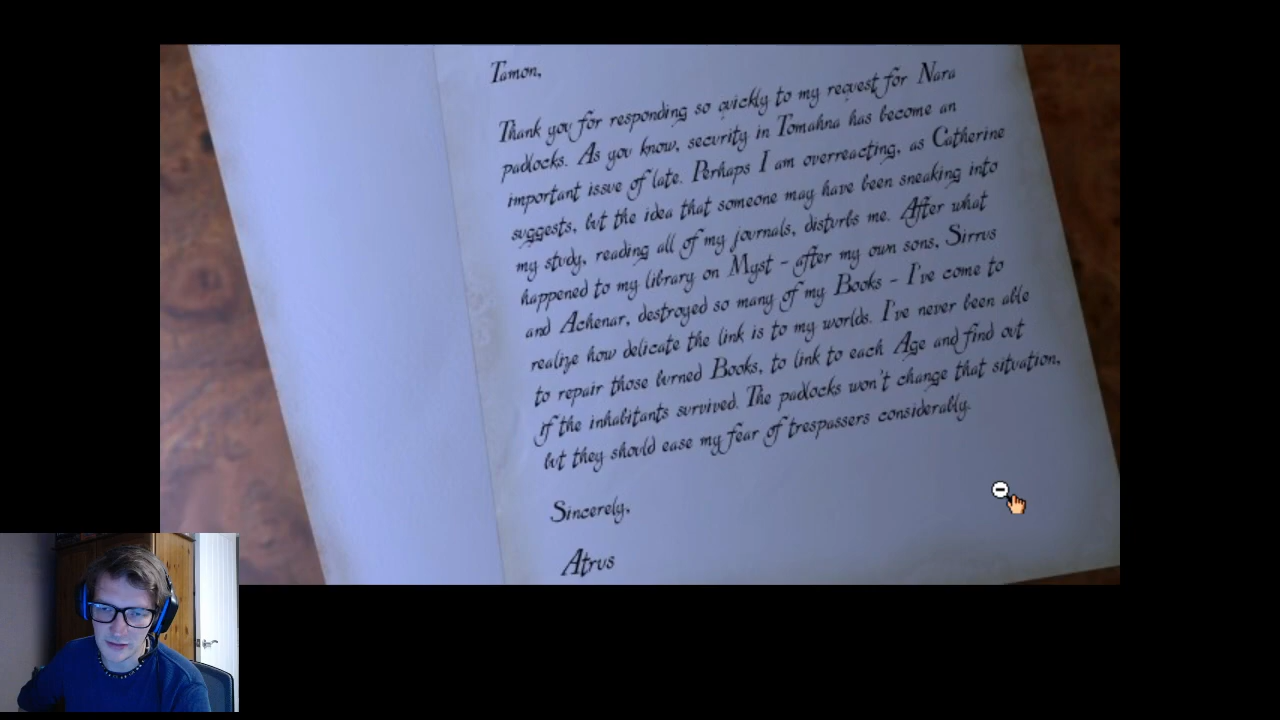 Tamon,
Thank you for responding so quickly to my request for Nara
padlocks. As you know, security in Tomahna has become an
important issue of late. Perhaps I am overreacting, as Catherine
suggests, but the idea that someone may have been sneaking into
my study, reading all of my journals, disturbs me. After what
happened to my library on Myst - after my own sons, Sirrus
and Achenar, destroyed so many of my Books - I've come to
realize how delicate the link is to my worlds. I've never been able
to repair those burned Books, to link to each Age and find out
if the inhabitants survived. The padlocks won't change that situation,
but they should ease my fear of trespassers considerably.
Sincerely,
Atrus